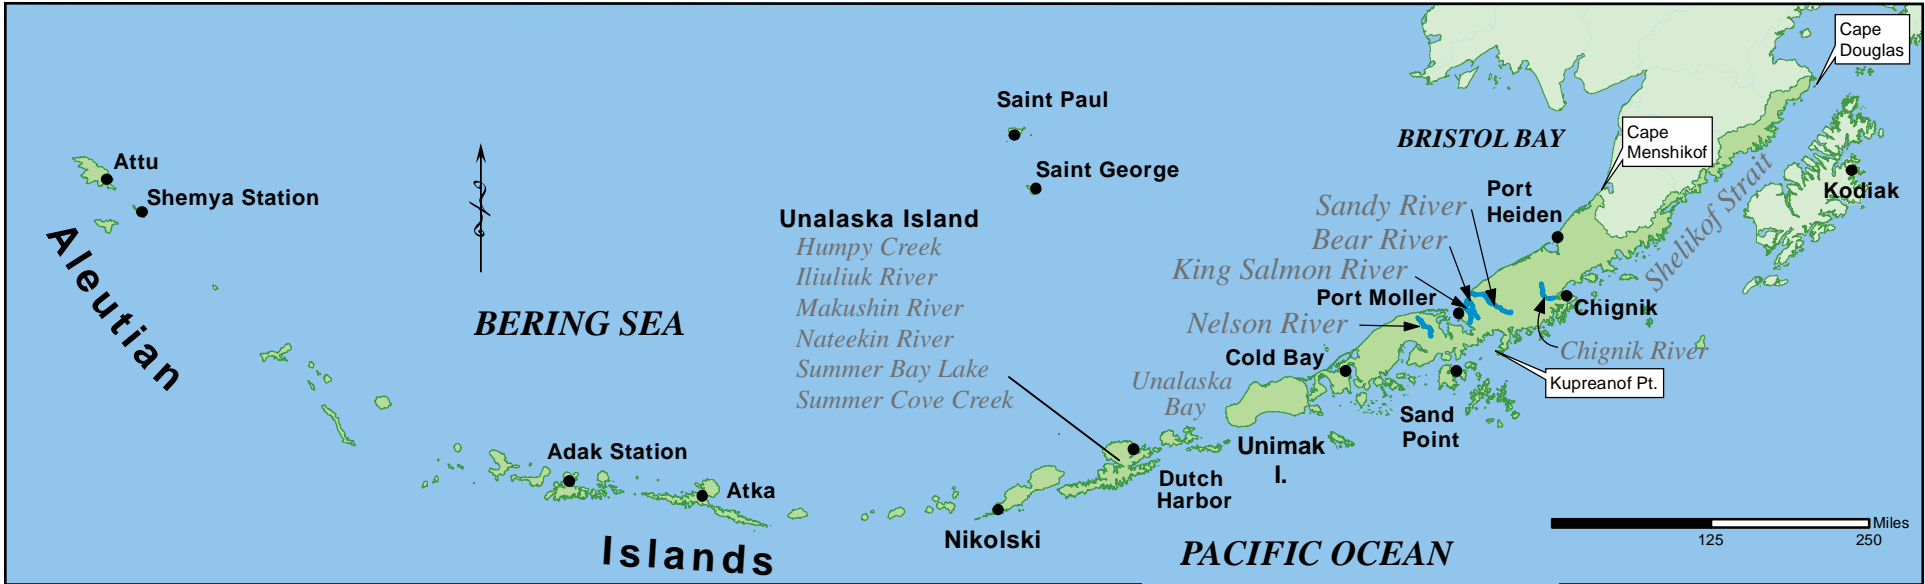 Cape
Douglas
Saint Paul
BRISTOL BAY
Cape
Menshikof
Attu
Saint George
Shemya Station
Port
Heiden
Kodiak
Shelikof Strait
Unalaska Island
Humpy Creek
Iliuliuk River
Makushin River
Nateekin River
Summer Bay Lake
Summer Cove Creek
Sandy River
Bear River
King Salmon River
Port Moller
Nelson River
Chignik
Chignik River
Aleutian
BERING SEA
Cold Bay
Kupreanof Pt.
Unalaska
Bay
Sand
Point
Unimak
I.
Adak Station
Atka
Dutch
Harbor
Nikolski
Islands
PACIFIC OCEAN
Miles
125
250